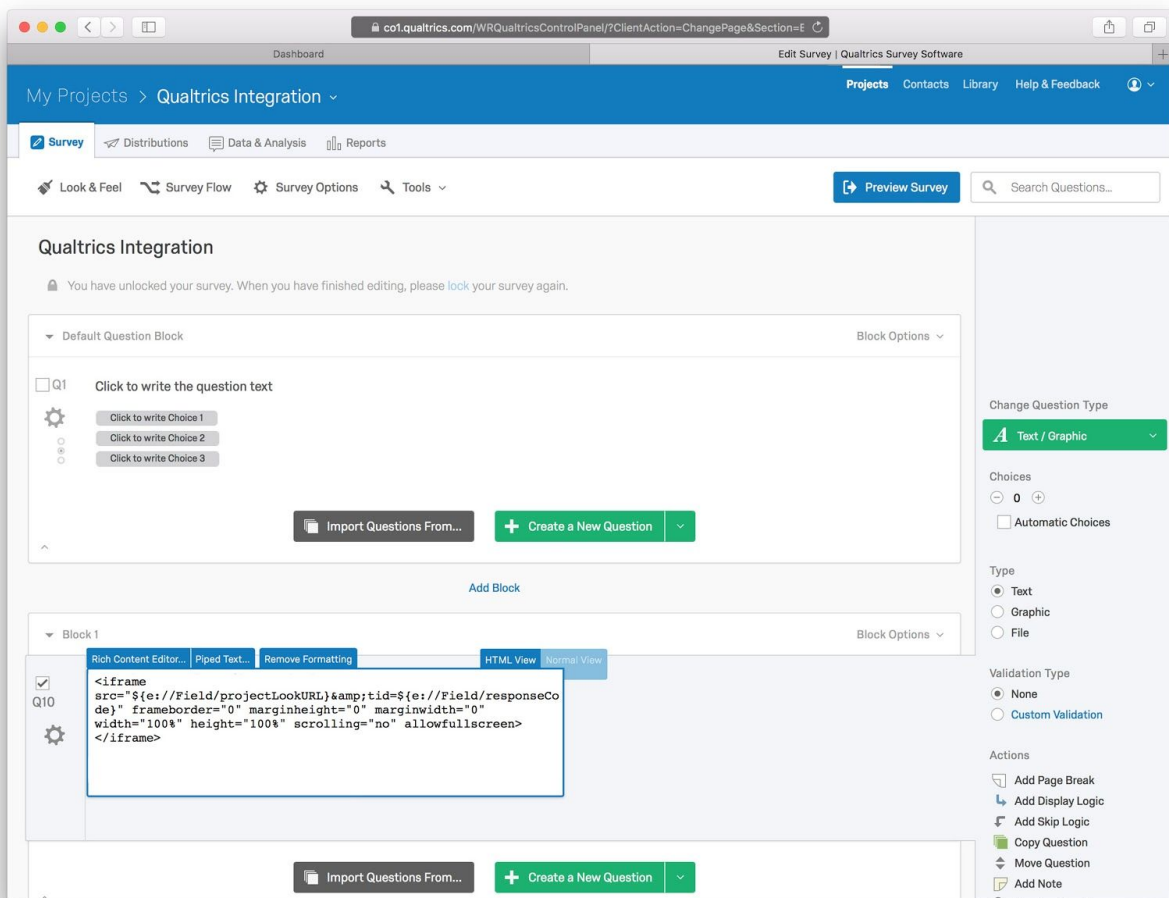 co1.qualtrics.com/WRQualtricsControlPanel/?ClientAction=ChangePage&Section=E
Dashboard
Edit Survey | Qualtrics Survey Software
My Projects > Qualtrics Integration
Projects Contacts Library Help & Feedback
Survey Distributions Data & Analysis Reports
Look & Feel Survey Flow Survey Options Tools
Preview Survey
Search Questions...
Qualtrics Integration
You have unlocked your survey. When you have finished editing, please lock your survey again.
Default Question Block
Block Options
Q1
Click to write the question text
Click to write Choice 1
Click to write Choice 2
Click to write Choice 3
Import Questions From...
Create a New Question
Add Block
Block 1
Block Options
Rich Content Editor... Piped Text... Remove Formatting HTML View Normal View
Q10
<iframe
src="${e://Field/projectLookURL}&amp;tid=${e://Field/responseCo
de}" frameborder="0" marginheight="0" marginwidth="0"
width="100%" height="100%" scrolling="no" allowfullscreen>
</iframe>
Import Questions From...
Create a New Question
Change Question Type
A Text / Graphic
Choices
0
Automatic Choices
Type
Text
Graphic
File
Validation Type
None
Custom Validation
Actions
Add Page Break
Add Display Logic
Add Skip Logic
Copy Question
Move Question
Add Note